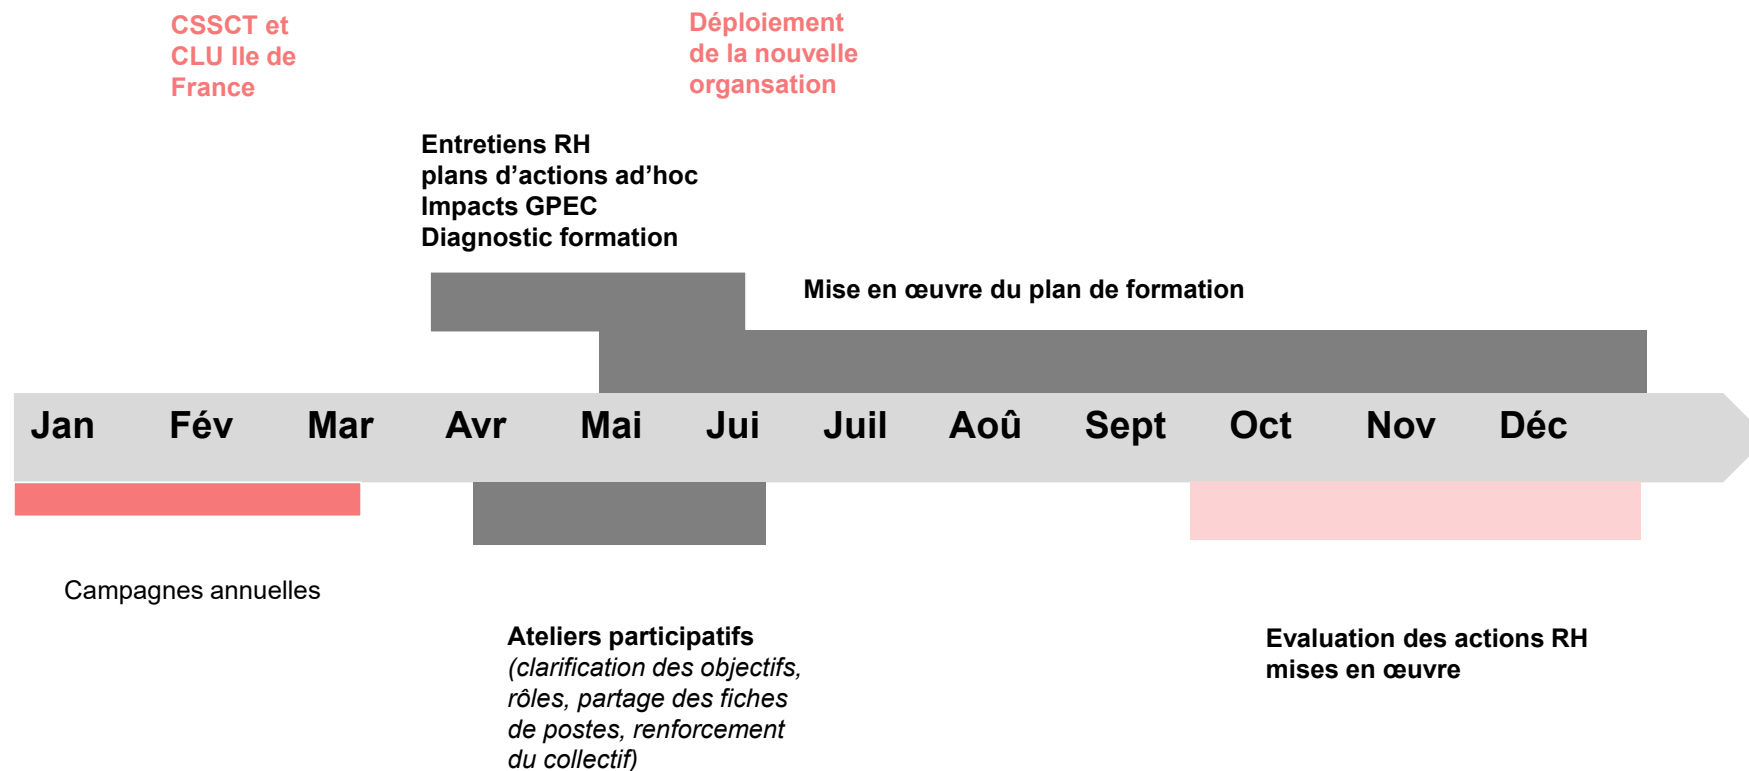 CSSCT et
CLU Ile de
France
Déploiement
de la nouvelle
organsation
Entretiens RH
plans d’actions ad’hoc
Impacts GPEC
Diagnostic formation
Mise en œuvre du plan de formation
Jan Fév Mar Avr Mai Jui Juil Aoû Sept Oct Nov Déc
Campagnes annuelles
Ateliers participatifs
(clarification des objectifs,
rôles, partage des fiches
de postes, renforcement
du collectif)
Evaluation des actions RH
mises en œuvre